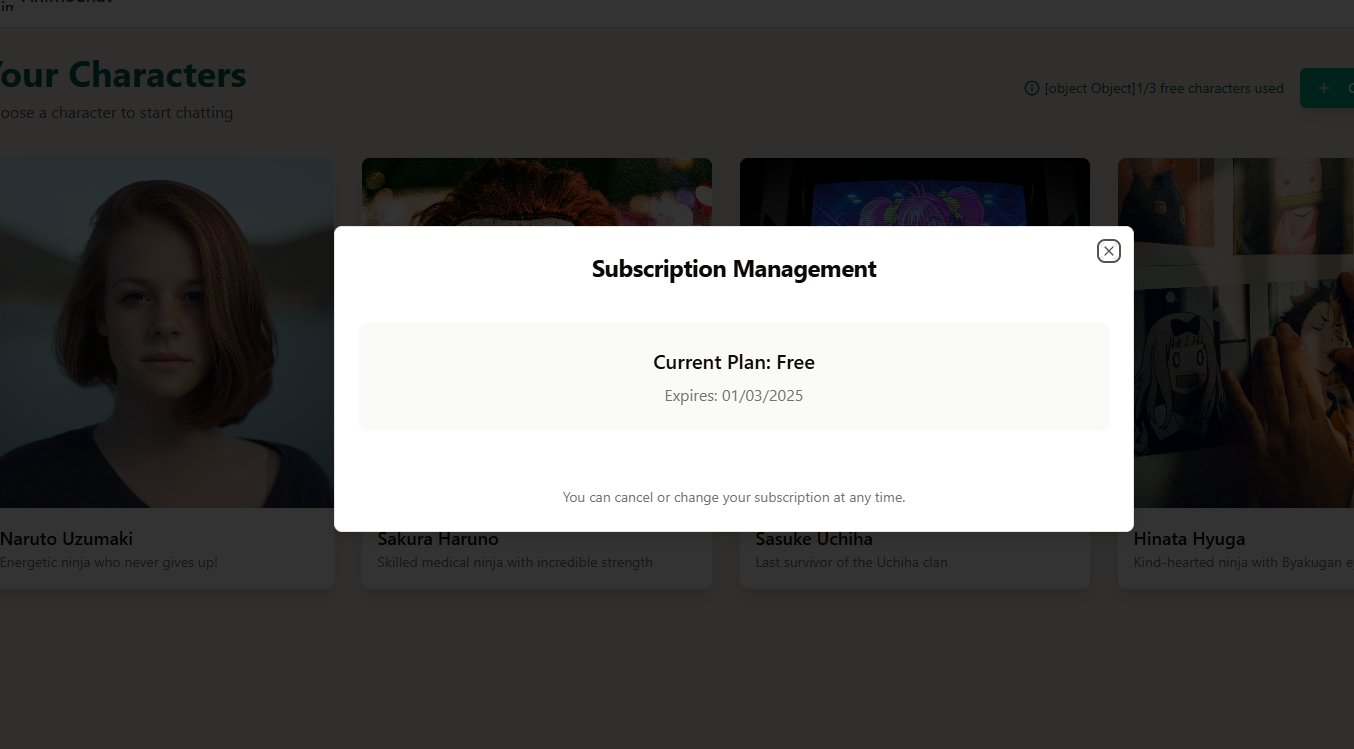 Your Characters
[object Object]1/3 free characters used
oose a character to start chatting
Subscription Management
Current Plan: Free
Expires: 01/03/2025
You can cancel or change your subscription at any time.
Naruto Uzumaki
Sakura Haruno
Sasuke Uchiha
Hinata Hyuga
Energetic ninja who never gives up!
Skilled medical ninja with incredible strength
Last survivor of the Uchiha clan
Kind-hearted ninja with Byakugan e